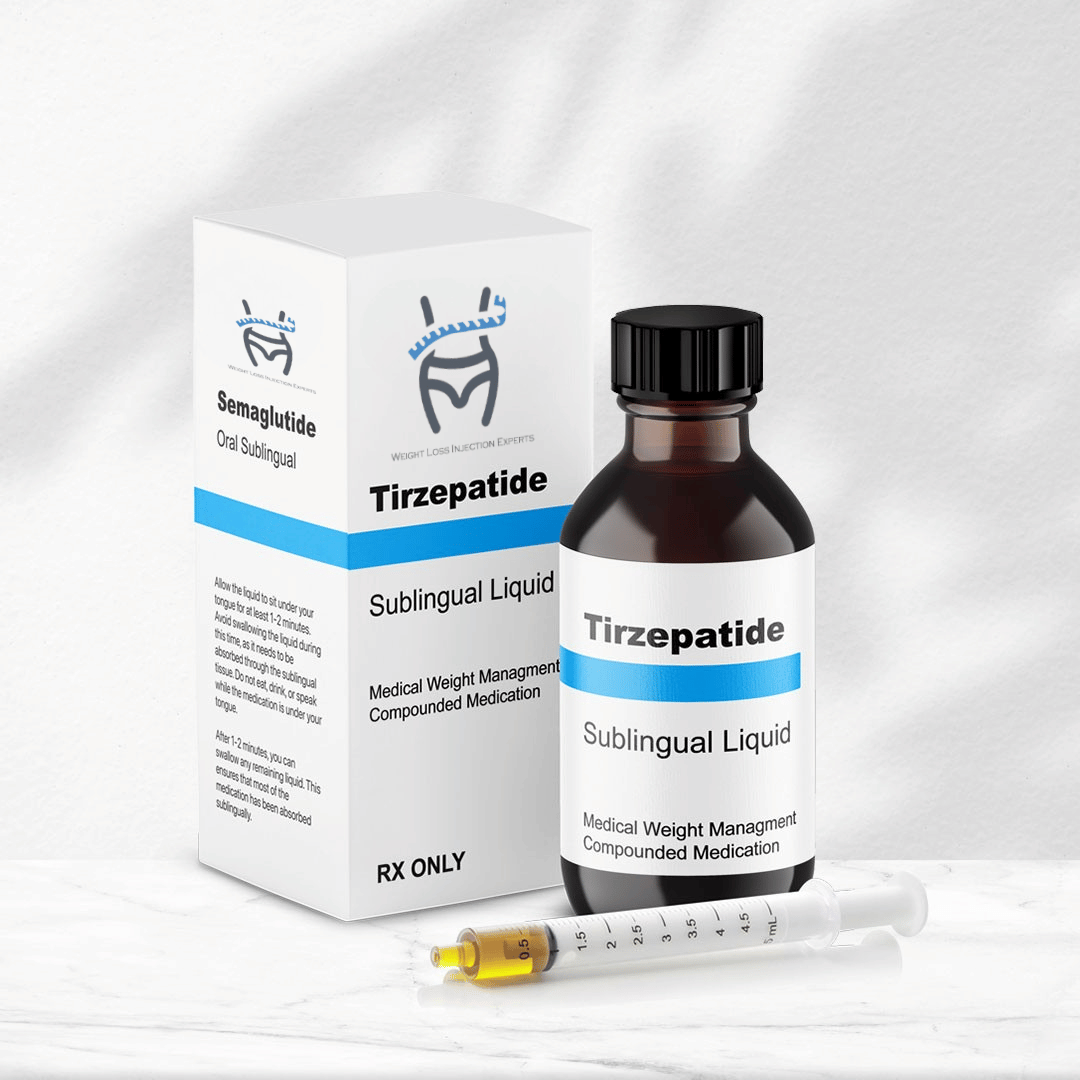 WEIGHT LOSS INJECTION EXPERTS
Semaglutide
Oral Sublingual
Allow the liquid to sit under your
tongue for at least 1-2 minutes.
Avoid swallowing the liquid during
this time, as it needs to be
absorbed through the sublingual
tissue. Do not eat, drink, or speak
while the medication is under your
tongue.
After 1-2 minutes, you can
swallow any remaining liquid. This
ensures that most of the
medication has been absorbed
sublingually.
WEIGHT LOSS INJECTION EXPERTS
Tirzepatide
Sublingual Liquid
Medical Weight Managment
Compounded Medication
RX ONLY
Tirzepatide
Sublingual Liquid
Medical Weight Managment
Compounded Medication
0.5 1.5 2 2.5 3 3.5 4 4.5 mL